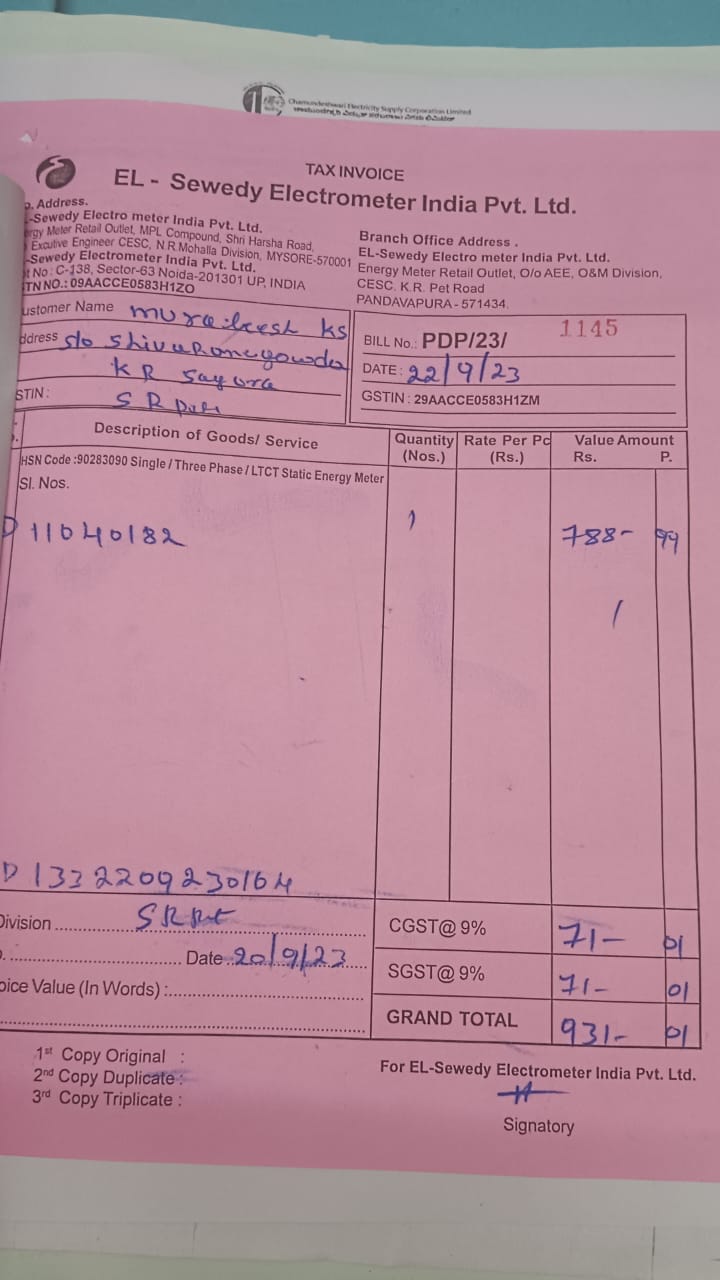 Chamundeshwari Electricity Supply Corporation Limited
TAX INVOICE
EL - Sewedy Electrometer India Pvt. Ltd.
Address.
-Sewedy Electro meter India Pvt. Ltd.
ergy Meter Retail Outlet, MPL Compound, Shri Harsha Road,
Excutive Engineer CESC, N.R.Mohalla Division, MYSORE-570001
-Sewedy Electrometer India Pvt. Ltd.
t No : C-138, Sector-63 Noida-201301 UP, INDIA
TN NO.: 09AACCE0583H1ZO
Branch Office Address .
EL-Sewedy Electro meter India Pvt. Ltd.
Energy Meter Retail Outlet, O/o AEE, O&M Division,
CESC. K.R. Pet Road
PANDAVAPURA - 571434.
ustomer Name KS
ddress s/o
KR
STIN :
BILL No.: PDP/23/ 1145
DATE : 22/9/23
GSTIN : 29AACCE0583H1ZM
Description of Goods/ Service Quantity (Nos.) Rate Per Pc (Rs.) Value Amount Rs. P.
HSN Code :90283090 Single / Three Phase / LTCT Static Energy Meter
Sl. Nos.
11040182 1 788- 99
D 1332209230164
Division
CGST@ 9% 71- 01
Date 20/9/23
SGST@ 9% 71- 01
oice Value (In Words) :
GRAND TOTAL 931- 01
1st Copy Original :
2nd Copy Duplicate :
3rd Copy Triplicate :
For EL-Sewedy Electrometer India Pvt. Ltd.
Signatory